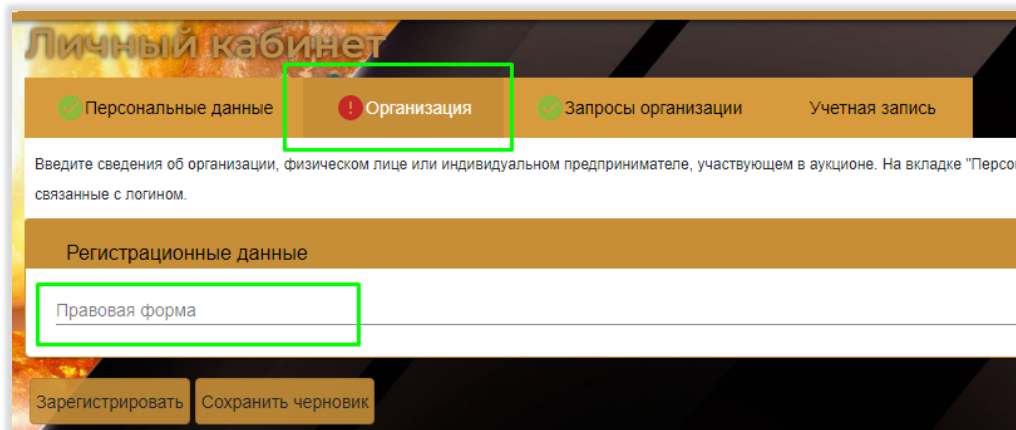 Личный кабинет
Персональные данные
Организация
Запросы организации
Учетная запись
Введите сведения об организации, физическом лице или индивидуальном предпринимателе, участвующем в аукционе. На вкладке "Персо
связанные с логином.
Регистрационные данные
Правовая форма
Зарегистрировать
Сохранить черновик